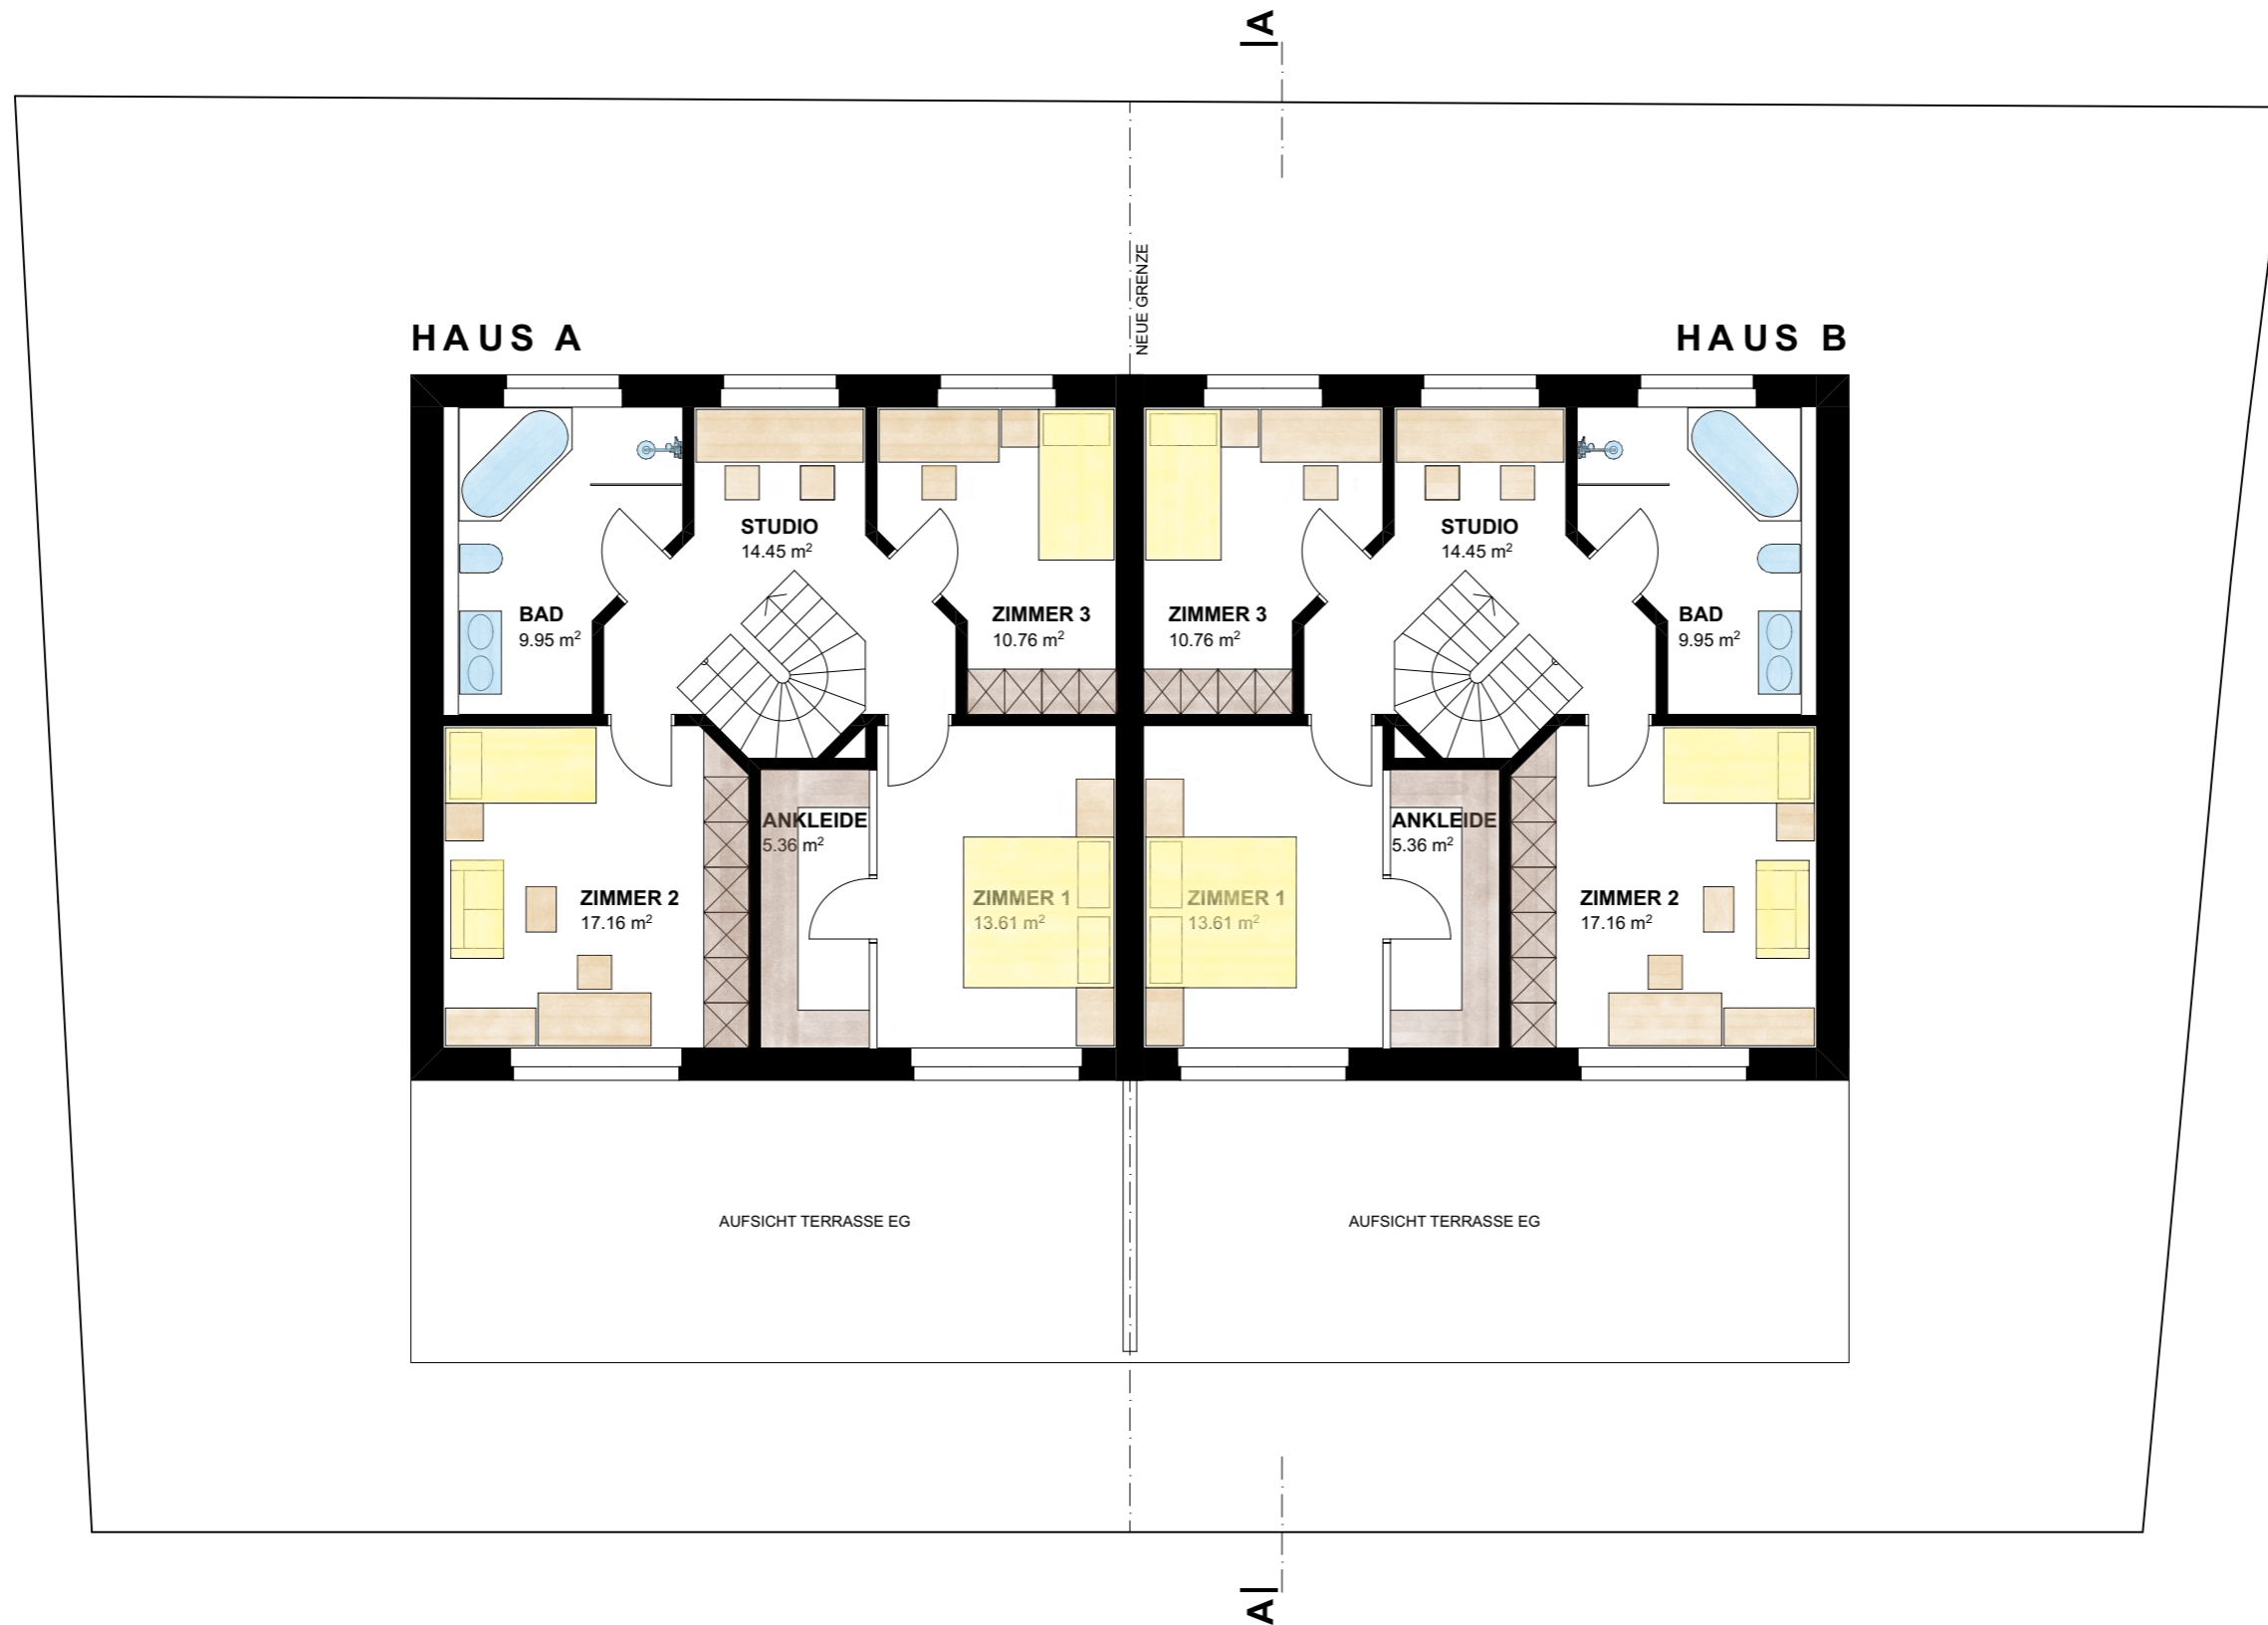 A
NEUE GRENZE
HAUS A
HAUS B
STUDIO
14.45 m²
STUDIO
14.45 m²
BAD
9.95 m²
ZIMMER 3
10.76 m²
ZIMMER 3
10.76 m²
BAD
9.95 m²
ANKLEIDE
5.36 m²
ANKLEIDE
5.36 m²
ZIMMER 2
17.16 m²
ZIMMER 1
13.61 m²
ZIMMER 1
13.61 m²
ZIMMER 2
17.16 m²
AUFSICHT TERRASSE EG
AUFSICHT TERRASSE EG
A